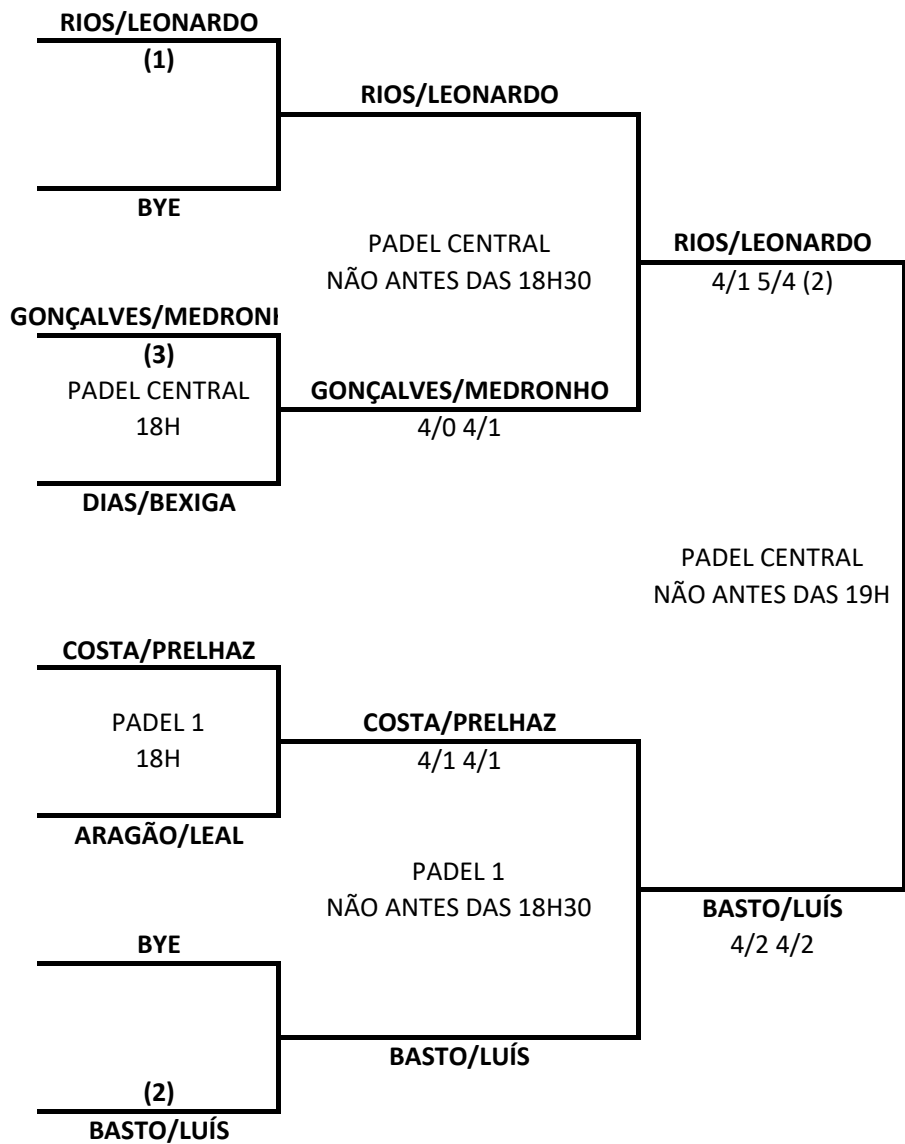 RIOS/LEONARDO
(1)
RIOS/LEONARDO
BYE
PADEL CENTRAL
NÃO ANTES DAS 18H30
RIOS/LEONARDO
4/1 5/4 (2)
GONÇALVES/MEDRONH
(3)
PADEL CENTRAL
18H
GONÇALVES/MEDRONHO
4/0 4/1
DIAS/BEXIGA
PADEL CENTRAL
NÃO ANTES DAS 19H
COSTA/PRELHAZ
PADEL 1
18H
COSTA/PRELHAZ
4/1 4/1
ARAGÃO/LEAL
PADEL 1
NÃO ANTES DAS 18H30
BASTO/LUÍS
4/2 4/2
BYE
BASTO/LUÍS
(2)
BASTO/LUÍS